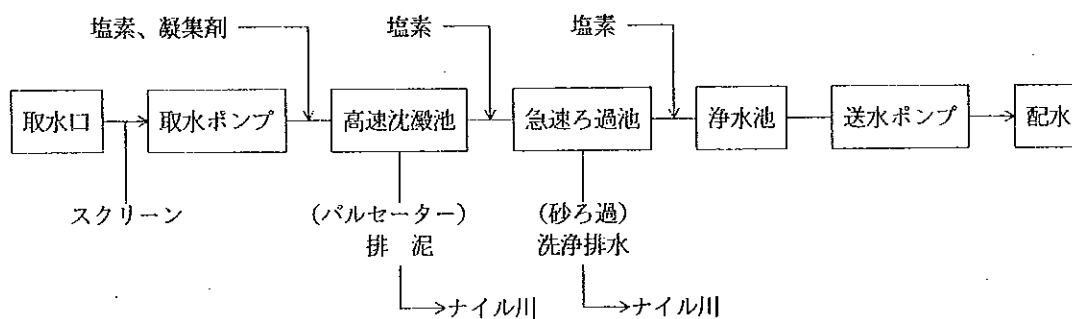 塩素、凝集剤
塩素
塩素
取水口
取水ポンプ
高速沈澱池
急速ろ過池
浄水池
送水ポンプ
配水
スクリーン
(パルセーター)
排 泥
(砂ろ過)
洗浄排水
ナイル川
ナイル川